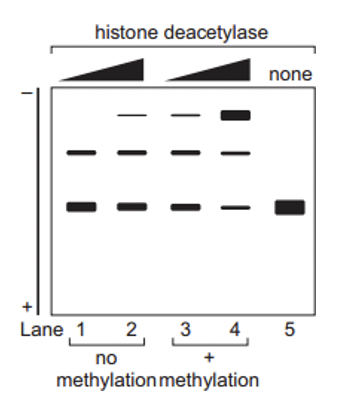 histone deacetylase
none
–
+
Lane 1 2 3 4 5
no +
methylation methylation